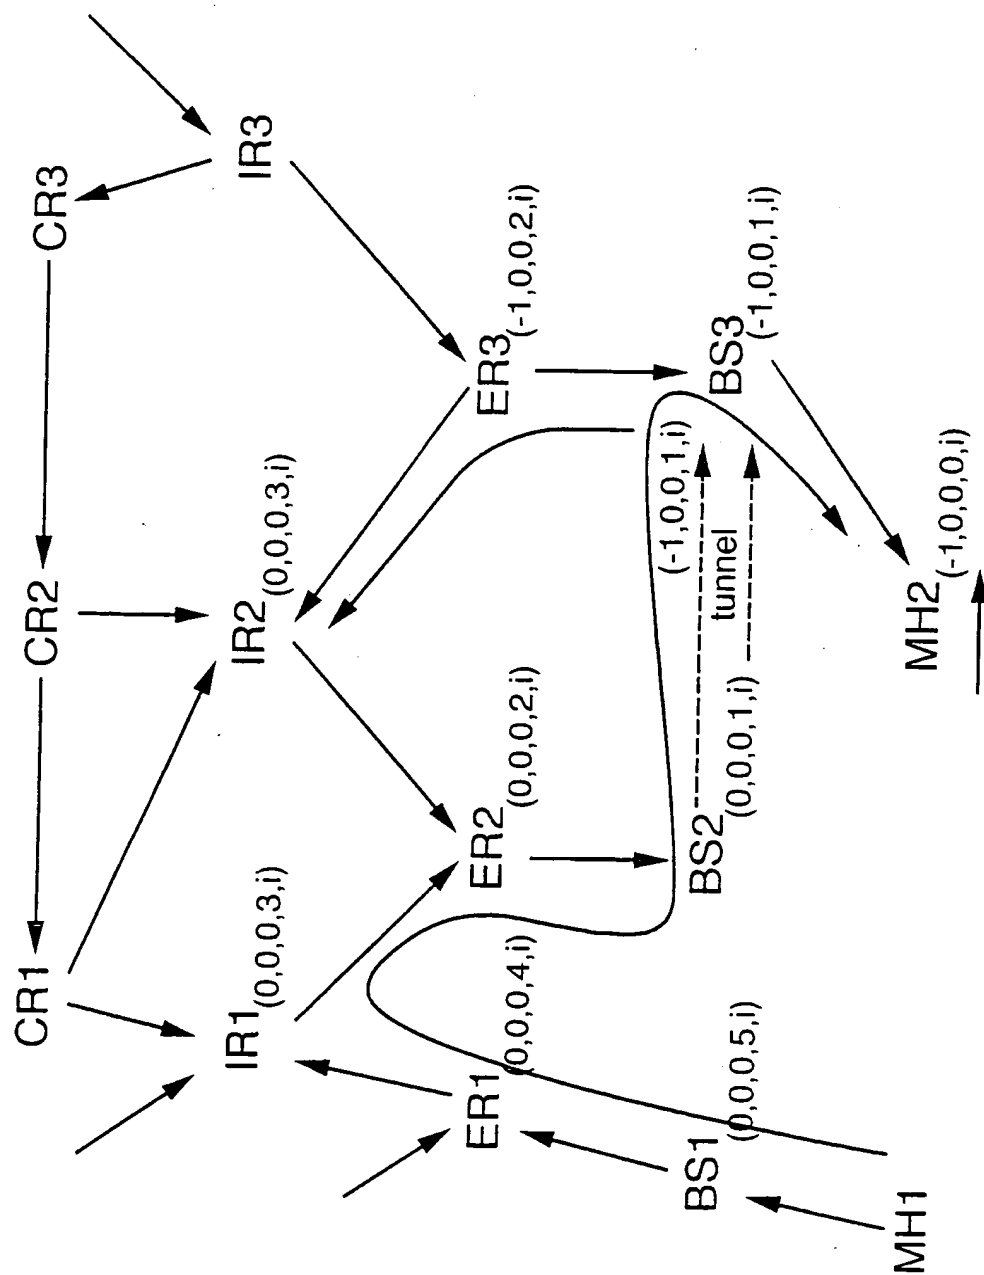 CR1
CR2
CR3
IR1 (0,0,0,3,i)
IR2 (0,0,0,3,i)
IR3
ER1 (0,0,0,4,i)
ER2 (0,0,0,2,i)
ER3 (-1,0,0,2,i)
BS1 (0,0,0,5,i)
BS2 (0,0,0,1,i)
(-1,0,0,1,i)
tunnel
BS3 (-1,0,0,1,i)
MH1
MH2 (-1,0,0,0,i)